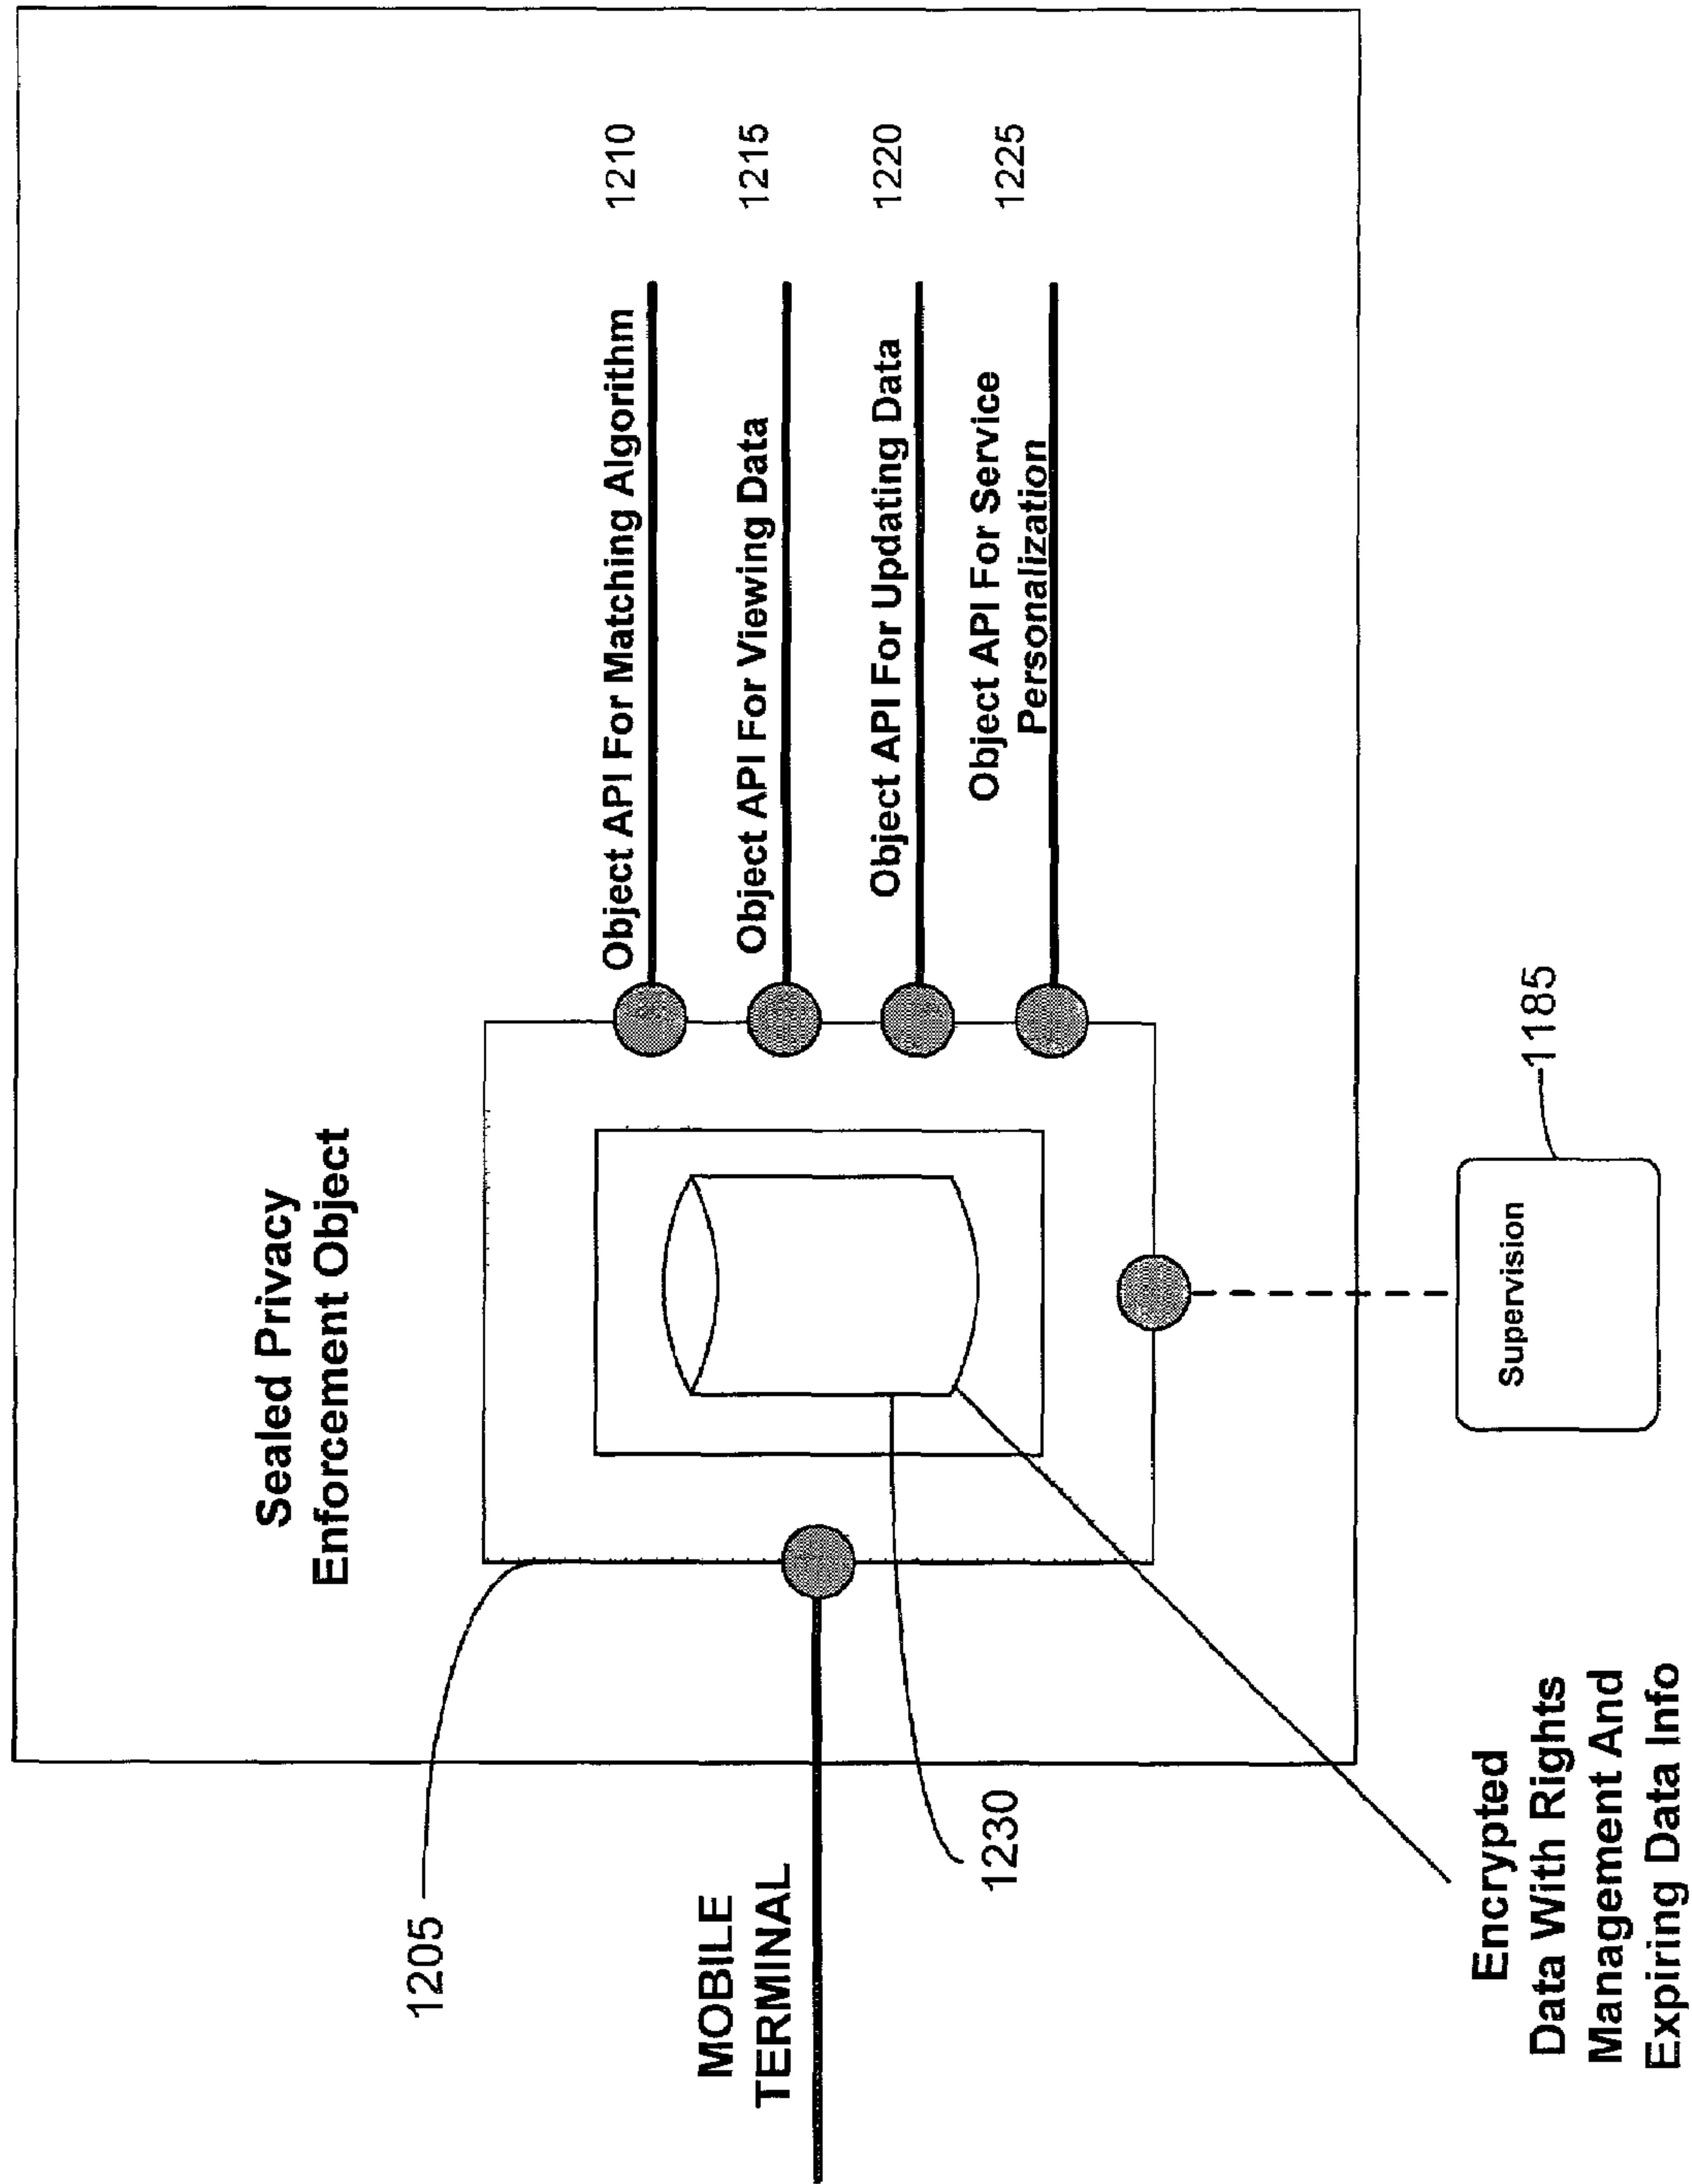 Sealed Privacy
Enforcement Object
1205
MOBILE
TERMINAL
1230
Encrypted
Data With Rights
Management And
Expiring Data Info
Object API For Matching Algorithm
1210
Object API For Viewing Data
1215
Object API For Updating Data
1220
Object API For Service
Personalization
1225
Supervision
1185